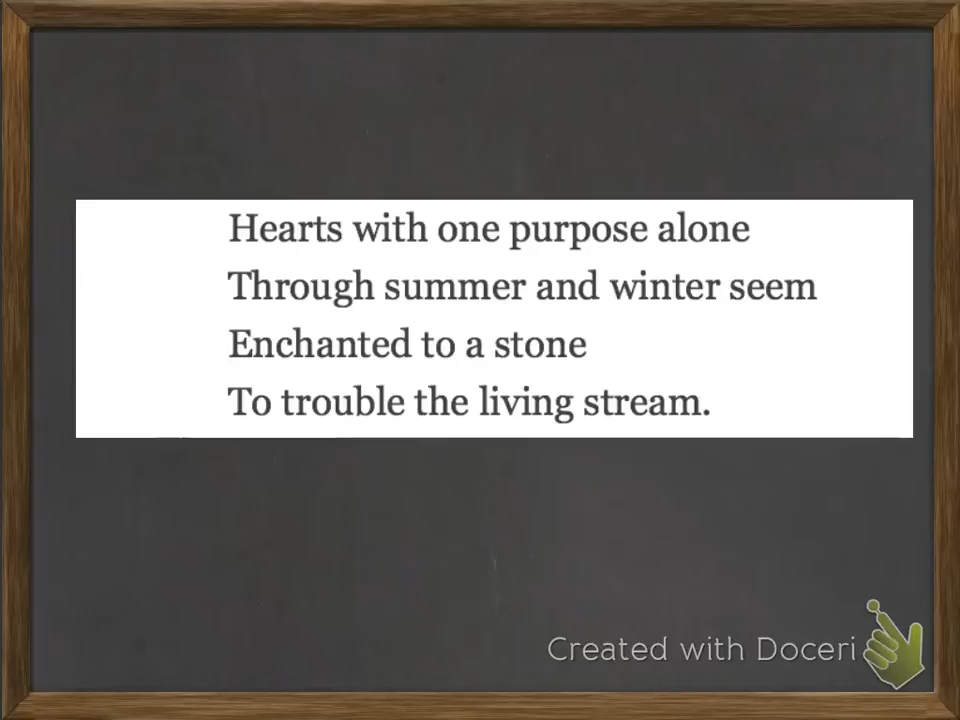 Hearts with one purpose alone
Through summer and winter seem
Enchanted to a stone
To trouble the living stream.
Created with Doceri